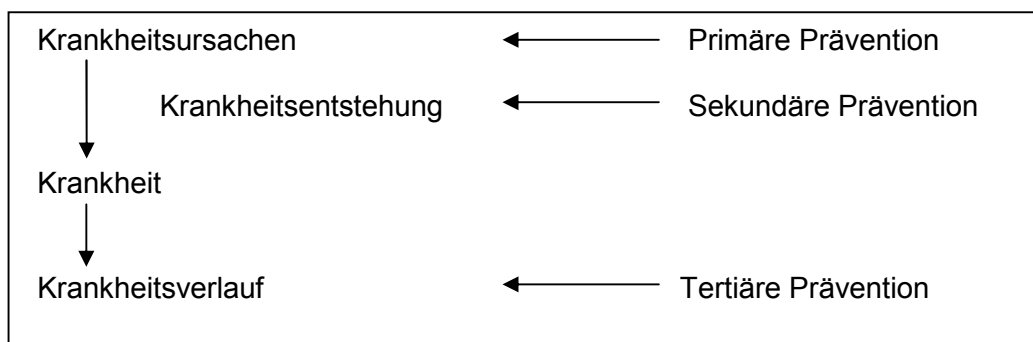 Krankheitsursachen Primäre Prävention
Krankheitsentstehung Sekundäre Prävention
Krankheit
Krankheitsverlauf Tertiäre Prävention